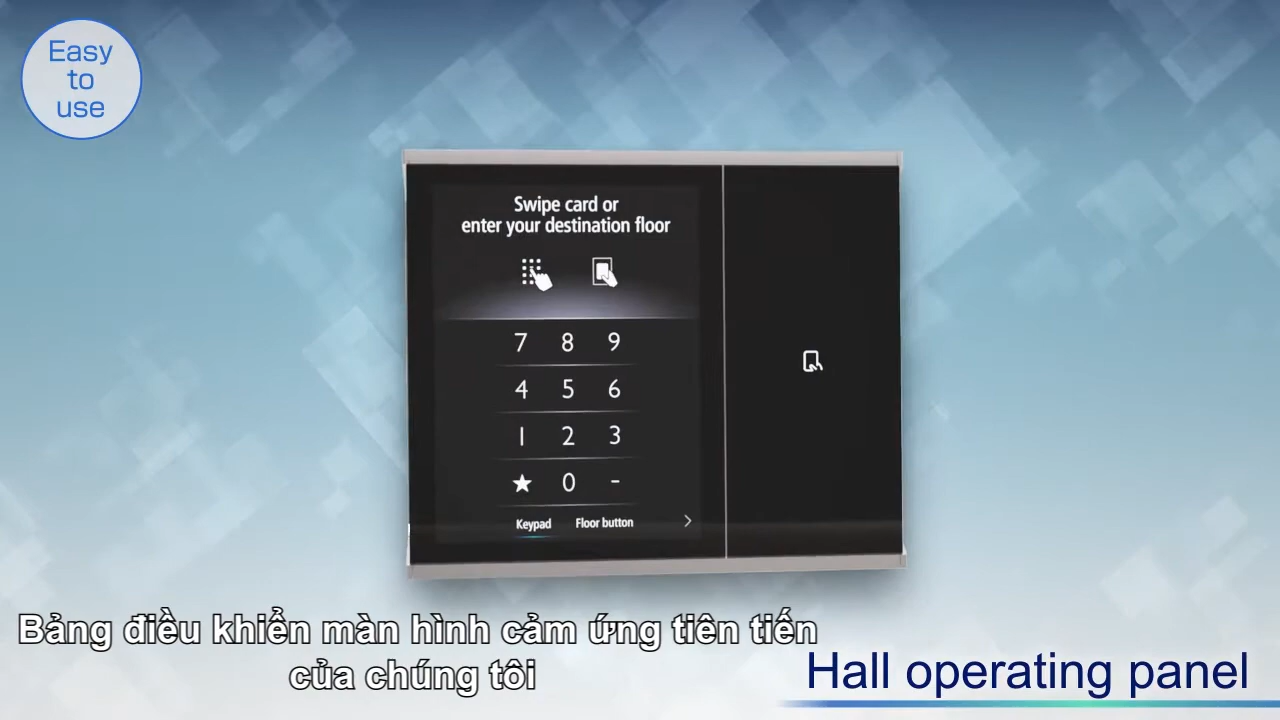 Easy
to
use
Swipe card or
enter your destination floor
7 8 9
4 5 6
1 2 3
★ 0 -
Keypad Floor button >
Bảng điều khiển màn hình cảm ứng tiên tiến
của chúng tôi
Hall operating panel